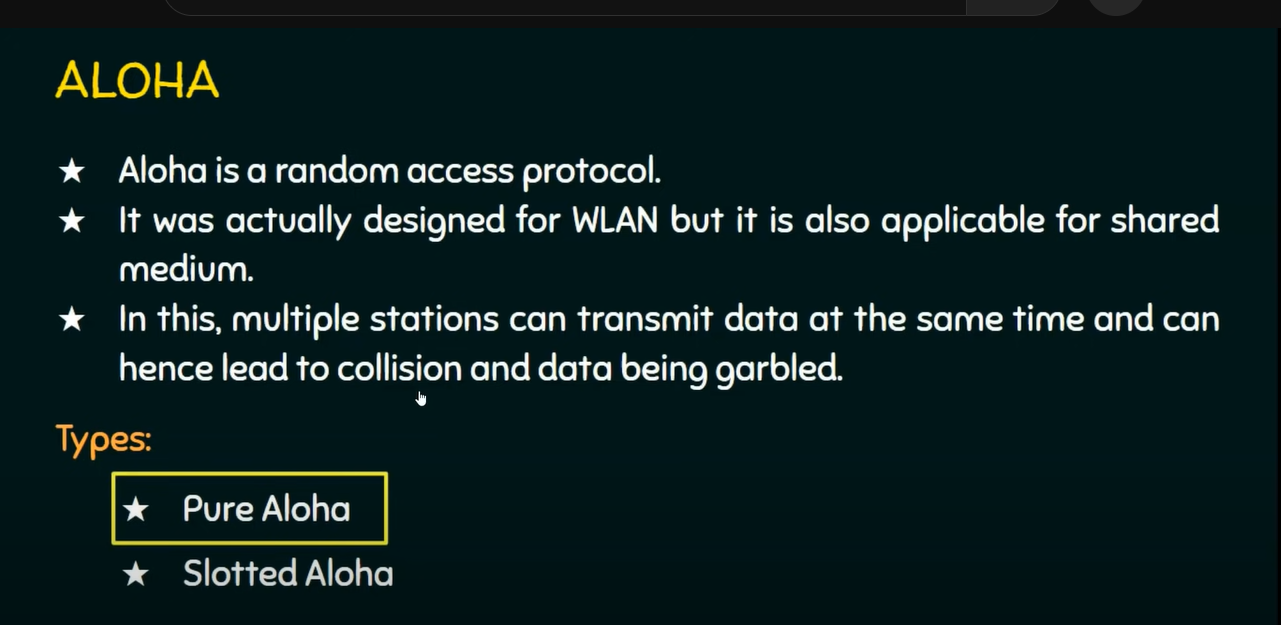 ALOHA
★ Aloha is a random access protocol.
★ It was actually designed for WLAN but it is also applicable for shared
medium.
★ In this, multiple stations can transmit data at the same time and can
hence lead to collision and data being garbled.
Types:
★ Pure Aloha
★ Slotted Aloha